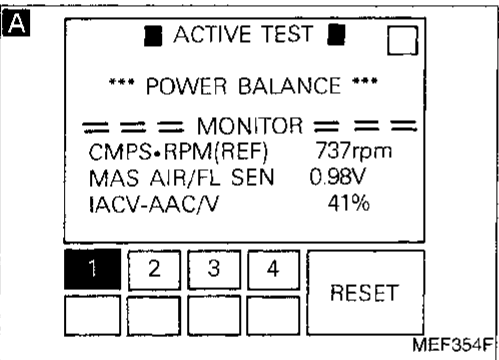 A
ACTIVE TEST
*** POWER BALANCE ***
= = = MONITOR = = =
CMPS•RPM(REF) 737rpm
MAS AIR/FL SEN 0.98V
IACV-AAC/V 41%
1 2 3 4
RESET
MEF354F